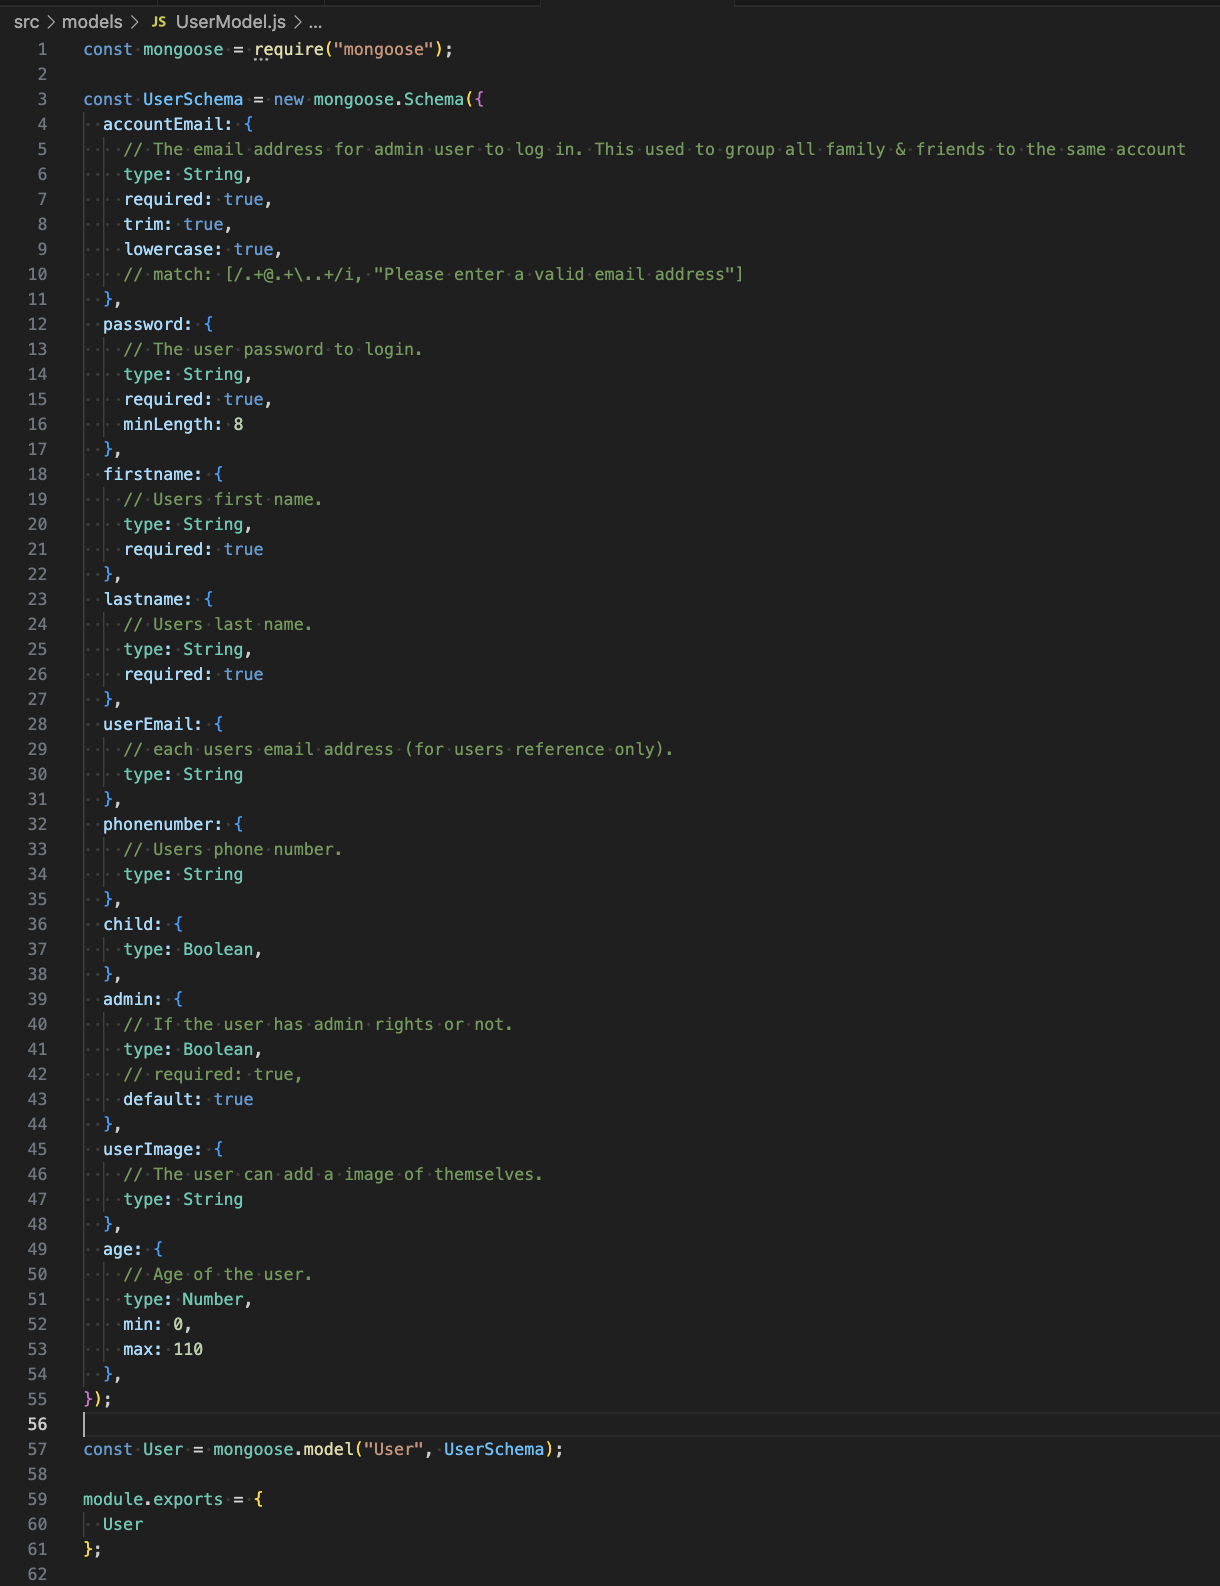 src > models > JS UserModel.js > ...
1 const mongoose = require("mongoose");
2
3 const UserSchema = new mongoose.Schema({
4 accountEmail: {
5 // The email address for admin user to log in. This used to group all family & friends to the same account
6 type: String,
7 required: true,
8 trim: true,
9 lowercase: true,
10 // match: [/.+@.+\..+/i, "Please enter a valid email address"]
11 },
12 password: {
13 // The user password to login.
14 type: String,
15 required: true,
16 minLength: 8
17 },
18 firstname: {
19 // Users first name.
20 type: String,
21 required: true
22 },
23 lastname: {
24 // Users last name.
25 type: String,
26 required: true
27 },
28 userEmail: {
29 // each users email address (for users reference only).
30 type: String
31 },
32 phonenumber: {
33 // Users phone number.
34 type: String
35 },
36 child: {
37 type: Boolean,
38 },
39 admin: {
40 // If the user has admin rights or not.
41 type: Boolean,
42 // required: true,
43 default: true
44 },
45 userImage: {
46 // The user can add a image of themselves.
47 type: String
48 },
49 age: {
50 // Age of the user.
51 type: Number,
52 min: 0,
53 max: 110
54 },
55 });
56
57 const User = mongoose.model("User", UserSchema);
58
59 module.exports = {
60 User
61 };
62